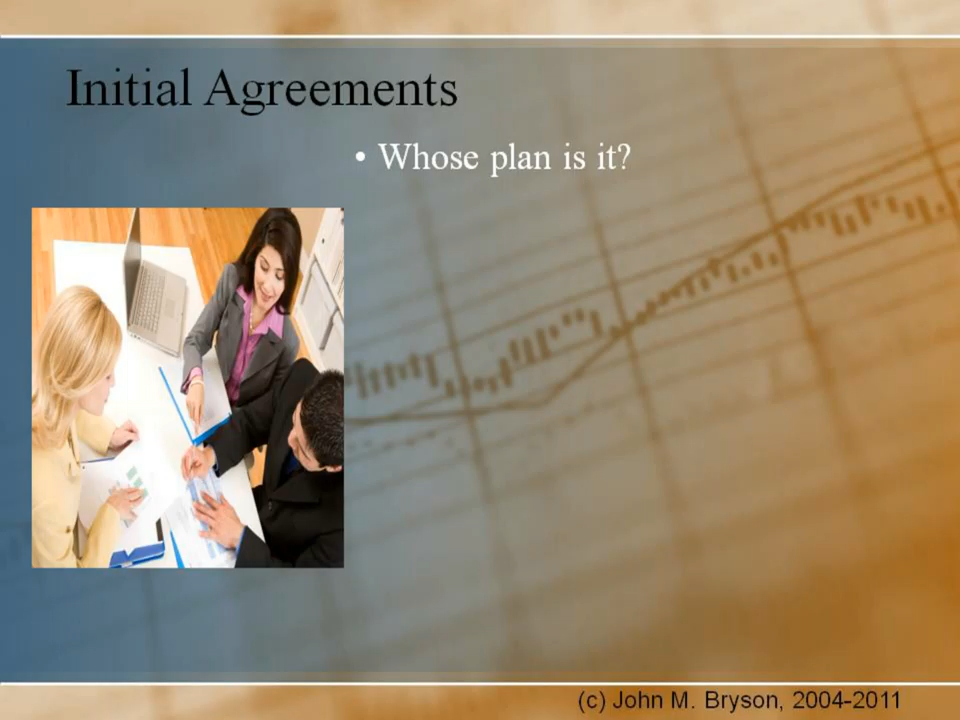 Initial Agreements
• Whose plan is it?
(c) John M. Bryson, 2004-2011